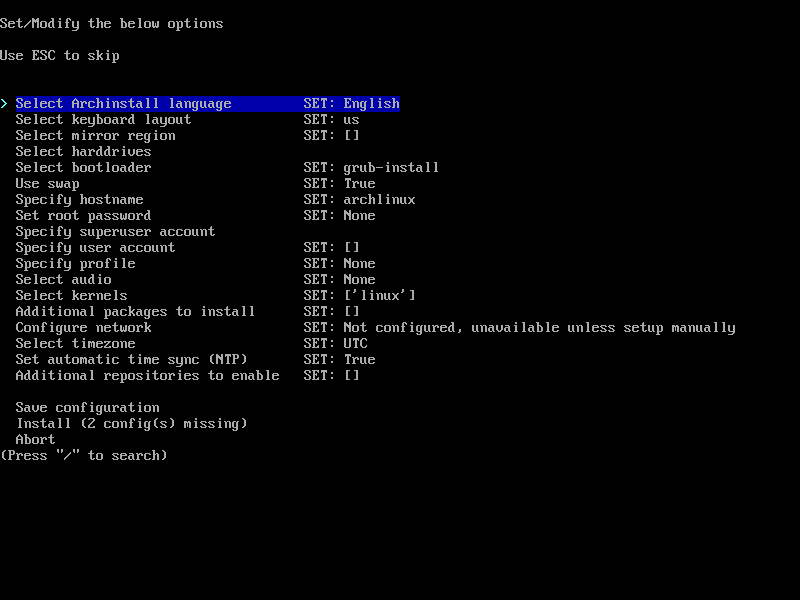 Set/Modify the below options
Use ESC to skip
> Select Archinstall language SET: English
Select keyboard layout SET: us
Select mirror region SET: []
Select harddrives
Select bootloader SET: grub-install
Use swap SET: True
Specify hostname SET: archlinux
Set root password SET: None
Specify superuser account
Specify user account SET: []
Specify profile SET: None
Select audio SET: None
Select kernels SET: ['linux']
Additional packages to install SET: []
Configure network SET: Not configured, unavailable unless setup manually
Select timezone SET: UTC
Set automatic time sync (NTP) SET: True
Additional repositories to enable SET: []
Save configuration
Install (2 config(s) missing)
Abort
(Press "/" to search)